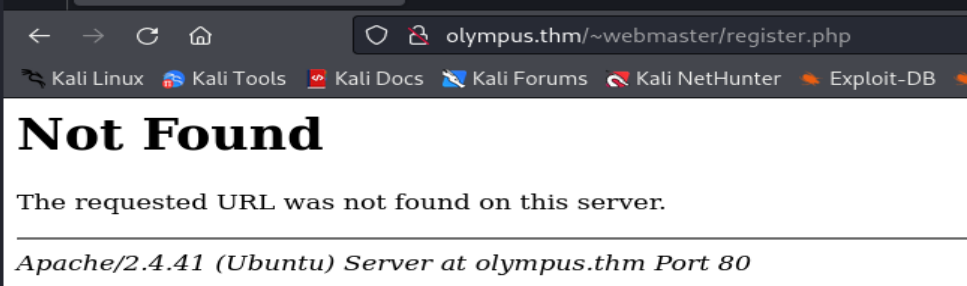 olympus.thm/~webmaster/register.php
Kali Linux Kali Tools Kali Docs Kali Forums Kali NetHunter Exploit-DB
Not Found
The requested URL was not found on this server.
Apache/2.4.41 (Ubuntu) Server at olympus.thm Port 80